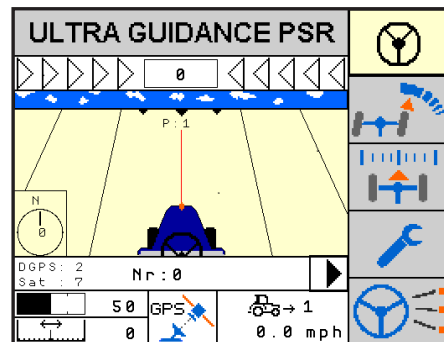 ULTRA GUIDANCE PSR
0
P:1
N
0
DGPS: 2
Sat : 7
Nr:0
50
GPS
1
0
0.0 mph